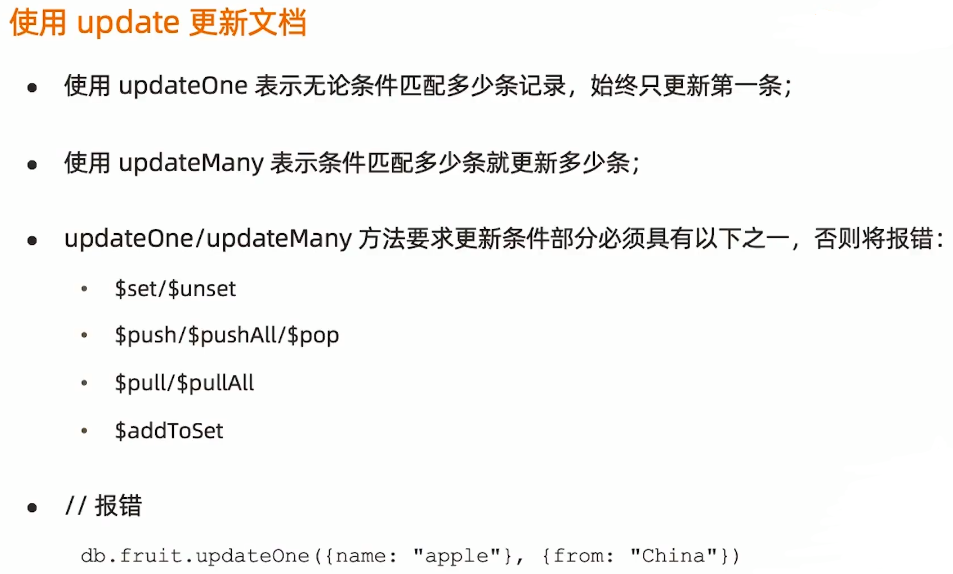 使用 update 更新文档
• 使用 updateOne 表示无论条件匹配多少条记录，始终只更新第一条；
• 使用 updateMany 表示条件匹配多少条就更新多少条；
• updateOne/updateMany 方法要求更新条件部分必须具有以下之一，否则将报错：
• $set/$unset
• $push/$pushAll/$pop
• $pull/$pullAll
• $addToSet
• // 报错
db.fruit.updateOne({name: "apple"}, {from: "China"})